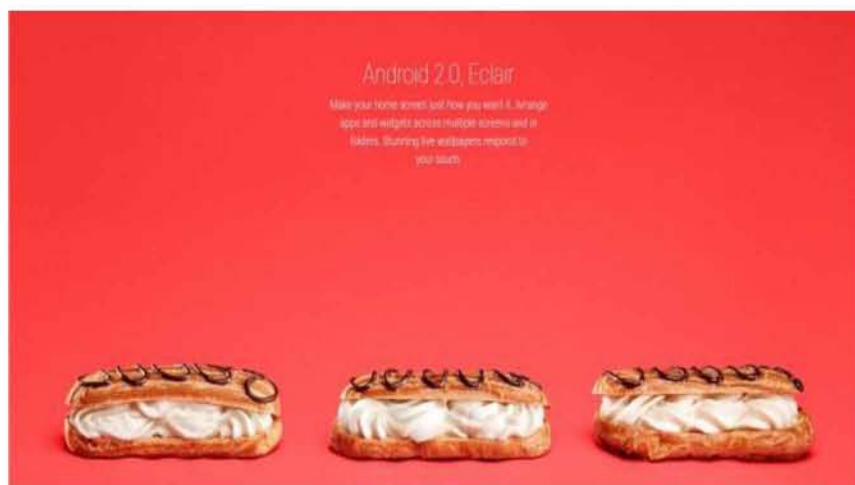 Android 2.0, Eclair
Make your home screen just how you want it. Arrange
apps and widgets across multiple screens and in
folders. Stunning live wallpapers respond to
your touch.